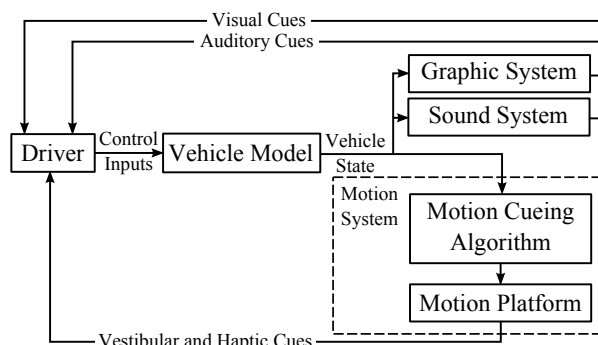 Visual Cues
Auditory Cues
Graphic System
Sound System
Driver
Control
Inputs
Vehicle Model
Vehicle
State
Motion
System
Motion Cueing
Algorithm
Motion Platform
Vestibular and Haptic Cues